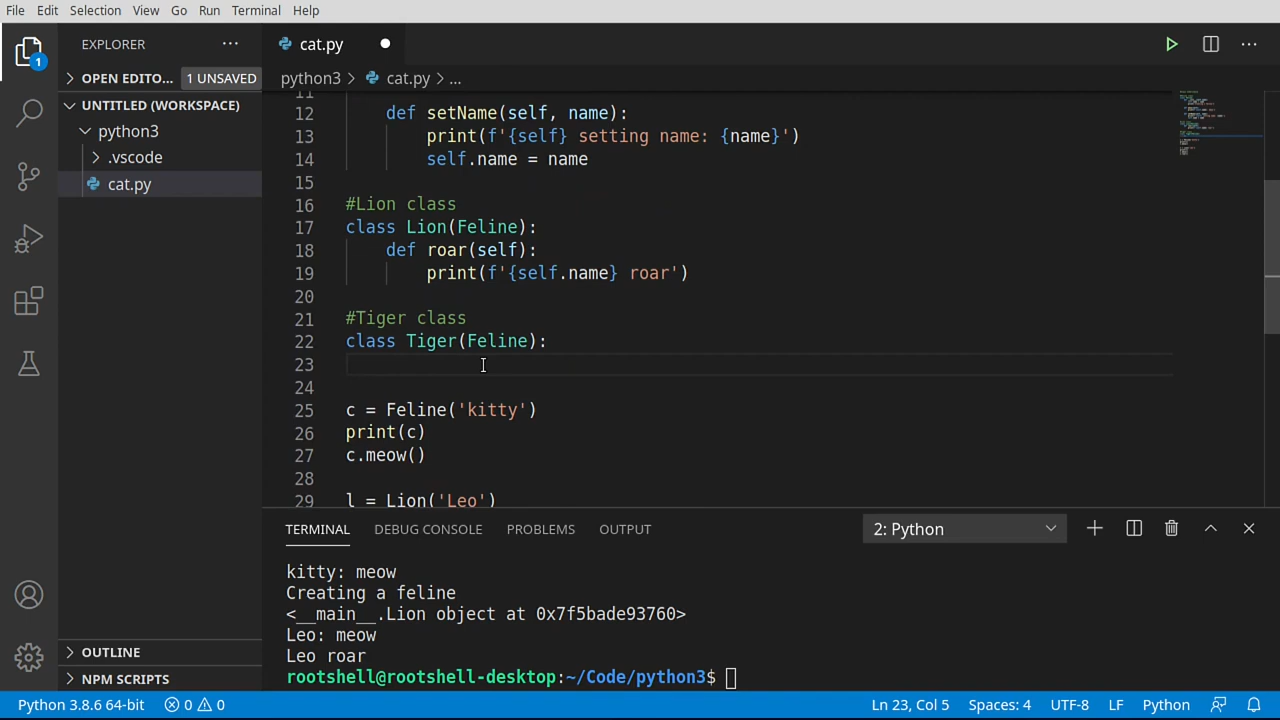 File Edit Selection View Go Run Terminal Help
1
EXPLORER
OPEN EDITO... 1 UNSAVED
UNTITLED (WORKSPACE)
python3
.vscode
cat.py
OUTLINE
NPM SCRIPTS
cat.py
python3 > cat.py > ...
11
12 def setName(self, name):
13 print(f'{self} setting name: {name}')
14 self.name = name
15
16 #Lion class
17 class Lion(Feline):
18 def roar(self):
19 print(f'{self.name} roar')
20
21 #Tiger class
22 class Tiger(Feline):
23
24
25 c = Feline('kitty')
26 print(c)
27 c.meow()
28
29 l = Lion('Leo')
TERMINAL DEBUG CONSOLE PROBLEMS OUTPUT 2: Python
kitty: meow
Creating a feline
<__main__.Lion object at 0x7f5bade93760>
Leo: meow
Leo roar
rootshell@rootshell-desktop:~/Code/python3$
Python 3.8.6 64-bit 0 0 Ln 23, Col 5 Spaces: 4 UTF-8 LF Python